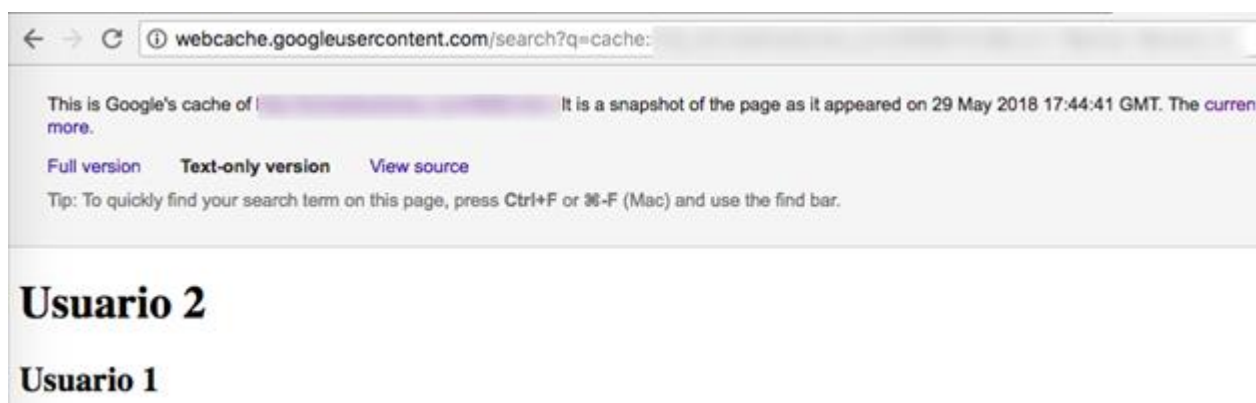 webcache.googleusercontent.com/search?q=cache:
This is Google's cache of It is a snapshot of the page as it appeared on 29 May 2018 17:44:41 GMT. The curren
more.
Full version Text-only version View source
Tip: To quickly find your search term on this page, press Ctrl+F or ⌘-F (Mac) and use the find bar.
Usuario 2
Usuario 1